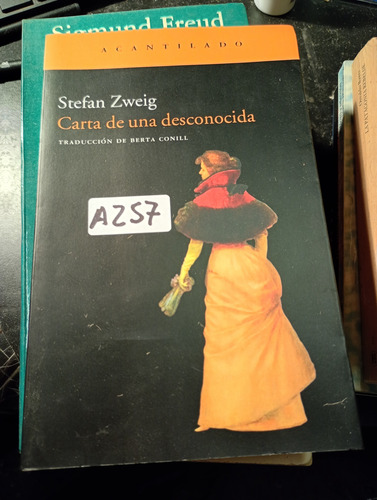 Sigmund Freud
ACANTILADO
Stefan Zweig
Carta de una desconocida
TRADUCCIÓN DE BERTA CONILL
A257